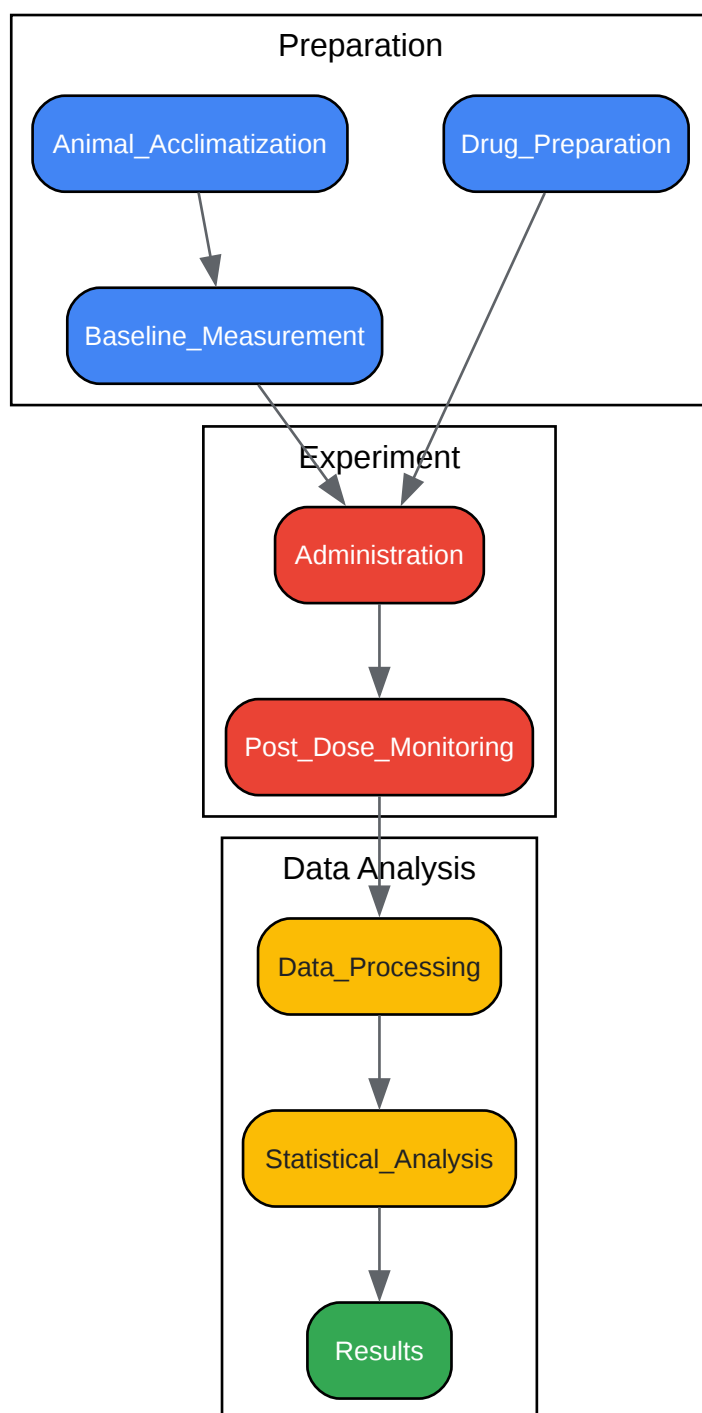 Preparation
Animal_Acclimatization
Drug_Preparation
Baseline_Measurement
Experiment
Administration
Post_Dose_Monitoring
Data Analysis
Data_Processing
Statistical_Analysis
Results